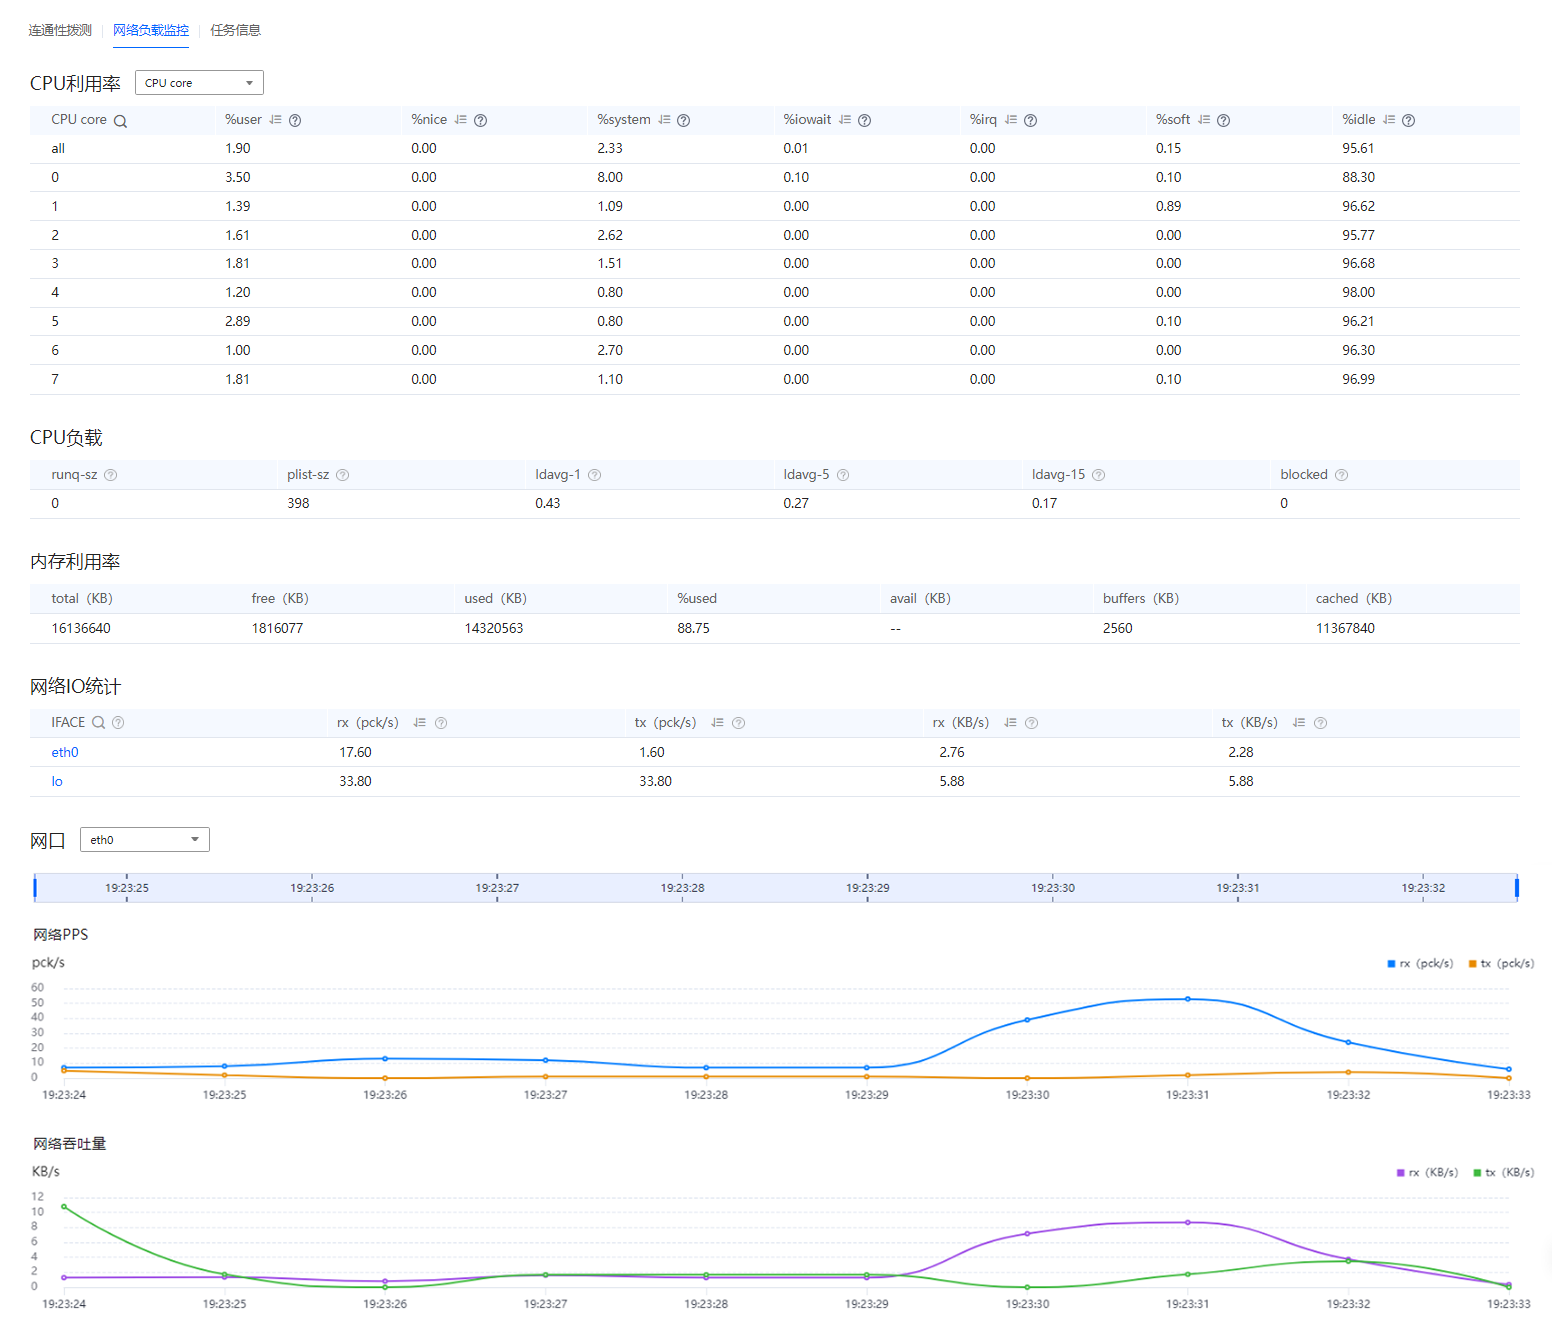 连通性拨测 网络负载监控 任务信息
CPU利用率 CPU core
CPU core %user %nice %system %iowait %irq %soft %idle
all 1.90 0.00 2.33 0.01 0.00 0.15 95.61
0 3.50 0.00 8.00 0.10 0.00 0.10 88.30
1 1.39 0.00 1.09 0.00 0.00 0.89 96.62
2 1.61 0.00 2.62 0.00 0.00 0.00 95.77
3 1.81 0.00 1.51 0.00 0.00 0.00 96.68
4 1.20 0.00 0.80 0.00 0.00 0.00 98.00
5 2.89 0.00 0.80 0.00 0.00 0.10 96.21
6 1.00 0.00 2.70 0.00 0.00 0.00 96.30
7 1.81 0.00 1.10 0.00 0.00 0.10 96.99
CPU负载
runq-sz plist-sz ldavg-1 ldavg-5 ldavg-15 blocked
0 398 0.43 0.27 0.17 0
内存利用率
total（KB） free（KB） used（KB） %used avail（KB） buffers（KB） cached（KB）
16136640 1816077 14320563 88.75 -- 2560 11367840
网络IO统计
IFACE rx（pck/s） tx（pck/s） rx（KB/s） tx（KB/s）
eth0 17.60 1.60 2.76 2.28
lo 33.80 33.80 5.88 5.88
网口 eth0
19:23:25 19:23:26 19:23:27 19:23:28 19:23:29 19:23:30 19:23:31 19:23:32
网络PPS
pck/s rx（pck/s） tx（pck/s）
60
50
40
30
20
10
0
19:23:24 19:23:25 19:23:26 19:23:27 19:23:28 19:23:29 19:23:30 19:23:31 19:23:32 19:23:33
网络吞吐量
KB/s rx（KB/s） tx（KB/s）
12
10
8
6
4
2
0
19:23:24 19:23:25 19:23:26 19:23:27 19:23:28 19:23:29 19:23:30 19:23:31 19:23:32 19:23:33